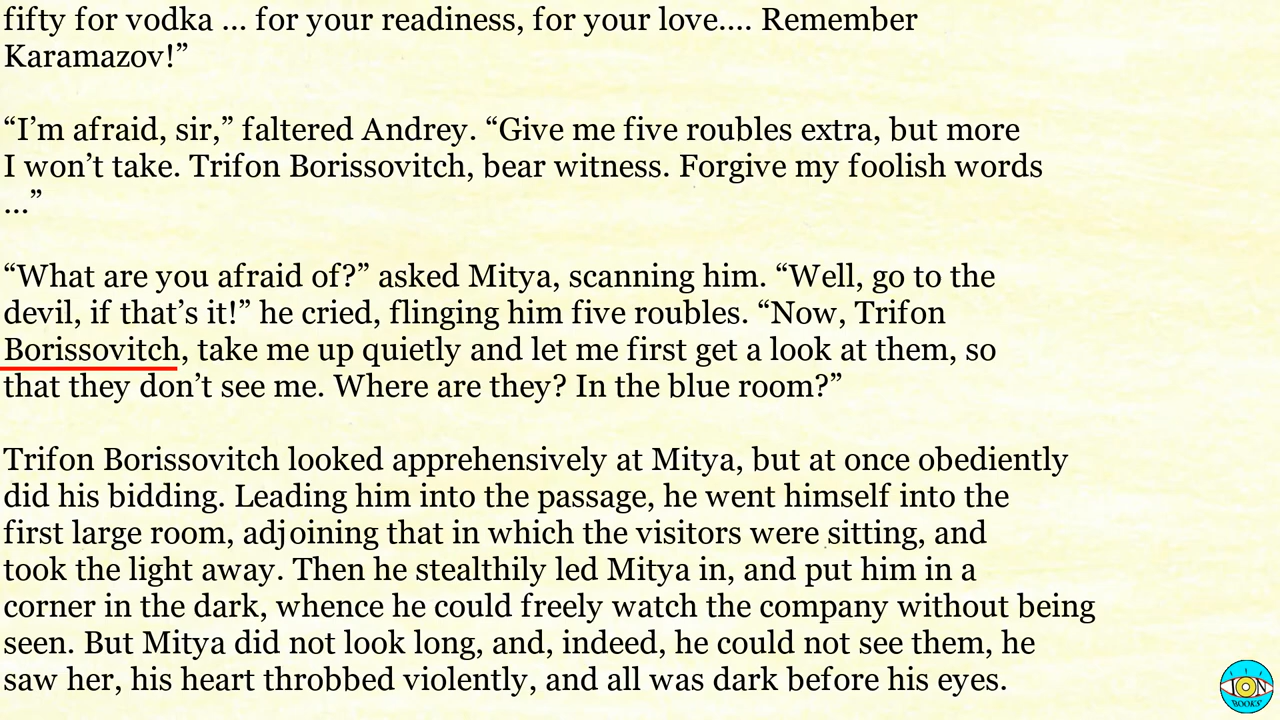 fifty for vodka ... for your readiness, for your love.... Remember
Karamazov!”
“I’m afraid, sir,” faltered Andrey. “Give me five roubles extra, but more
I won’t take. Trifon Borissovitch, bear witness. Forgive my foolish words
...”
“What are you afraid of?” asked Mitya, scanning him. “Well, go to the
devil, if that’s it!” he cried, flinging him five roubles. “Now, Trifon
Borissovitch, take me up quietly and let me first get a look at them, so
that they don’t see me. Where are they? In the blue room?”
Trifon Borissovitch looked apprehensively at Mitya, but at once obediently
did his bidding. Leading him into the passage, he went himself into the
first large room, adjoining that in which the visitors were sitting, and
took the light away. Then he stealthily led Mitya in, and put him in a
corner in the dark, whence he could freely watch the company without being
seen. But Mitya did not look long, and, indeed, he could not see them, he
saw her, his heart throbbed violently, and all was dark before his eyes.
ION
BOOKS